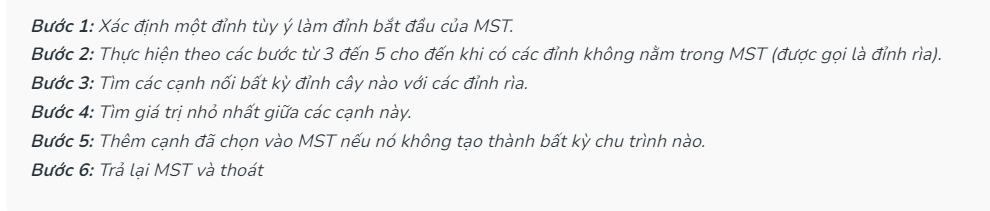 Bước 1: Xác định một đỉnh tùy ý làm đỉnh bắt đầu của MST.
Bước 2: Thực hiện theo các bước từ 3 đến 5 cho đến khi có các đỉnh không nằm trong MST (được gọi là đỉnh rìa).
Bước 3: Tìm các cạnh nối bất kỳ đỉnh cây nào với các đỉnh rìa.
Bước 4: Tìm giá trị nhỏ nhất giữa các cạnh này.
Bước 5: Thêm cạnh đã chọn vào MST nếu nó không tạo thành bất kỳ chu trình nào.
Bước 6: Trả lại MST và thoát